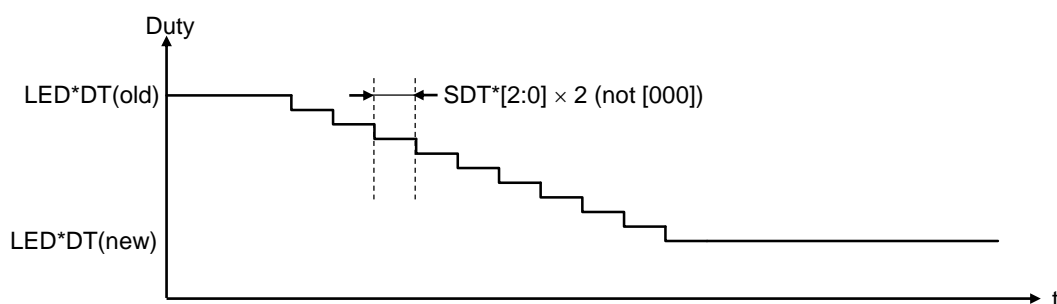 Duty
LED*DT(old)
SDT*[2:0] × 2 (not [000])
LED*DT(new)
t